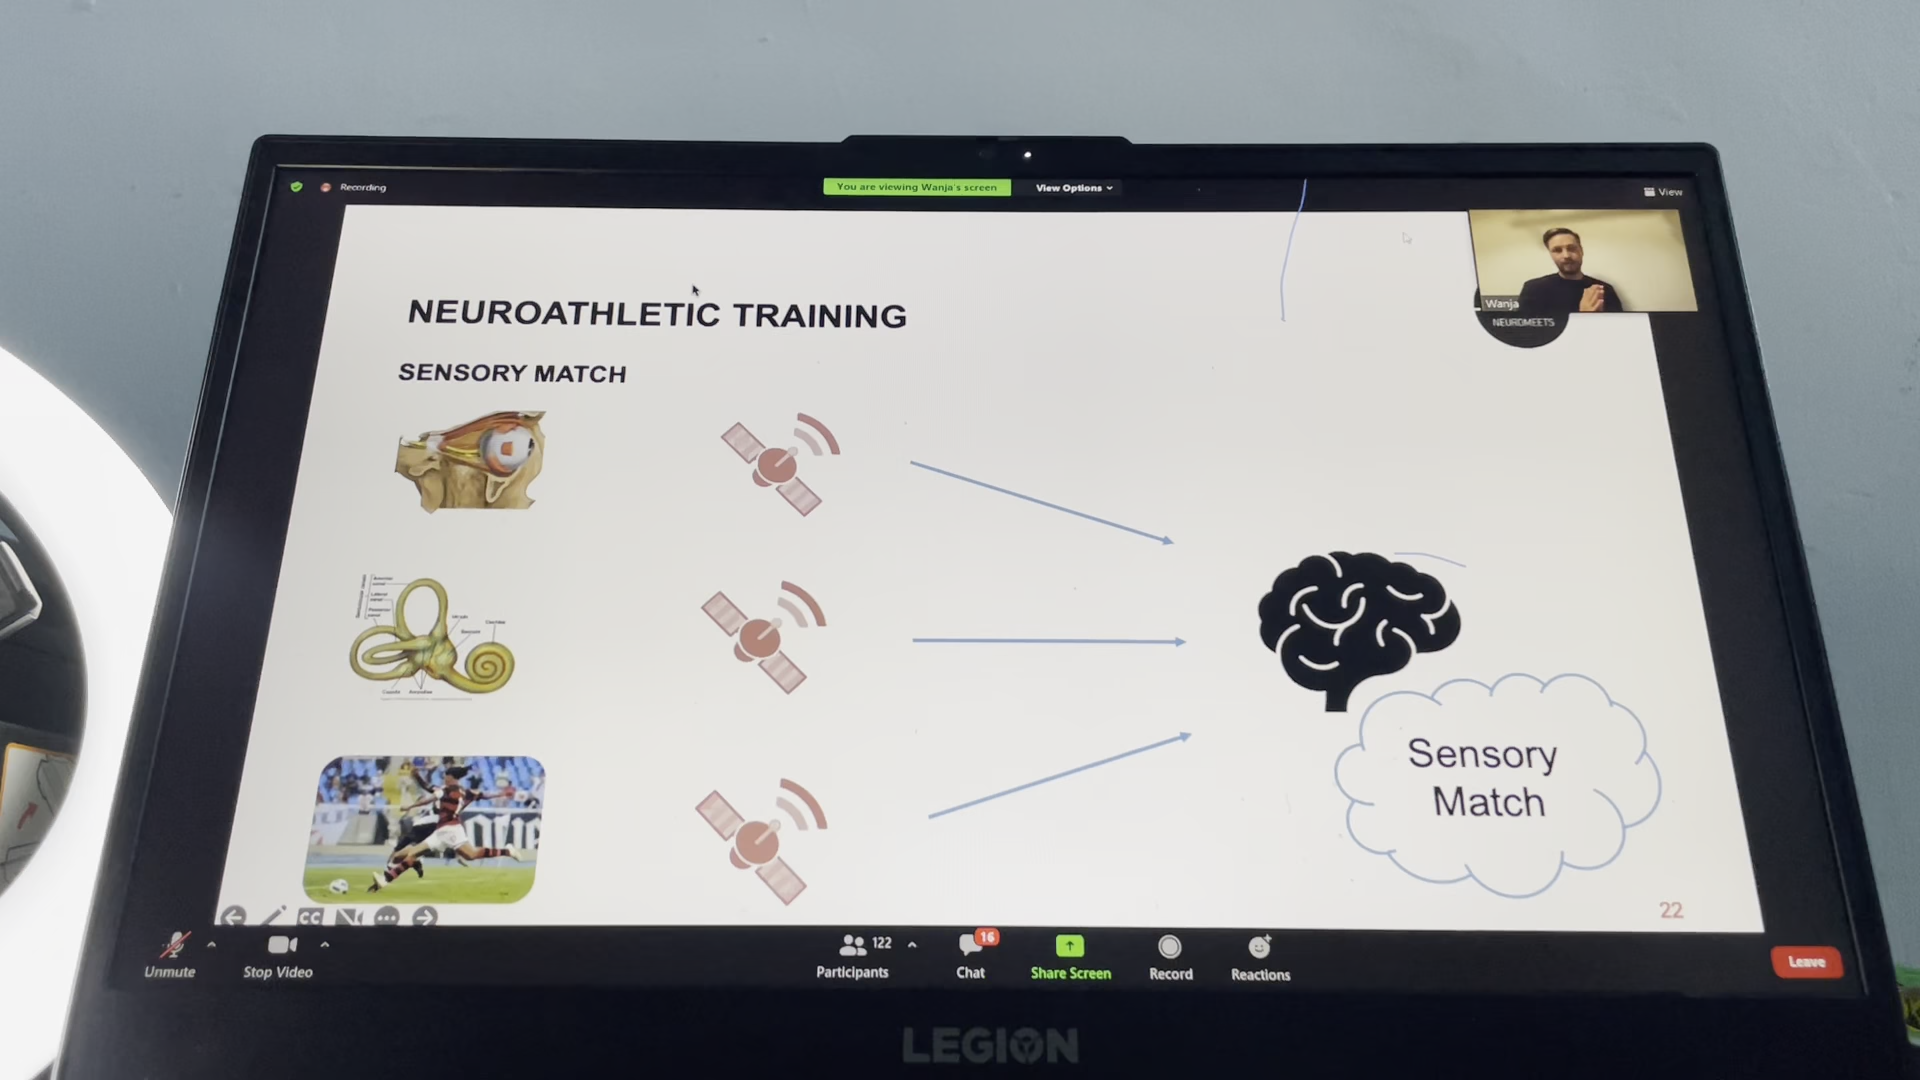 Recording
You are viewing Wanja's screen
View Options
View
Wanja
NEUROMEETS
NEUROATHLETIC TRAINING
SENSORY MATCH
Sensory
Match
22
CC
122
16
Unmute
Stop Video
Participants
Chat
Share Screen
Record
Reactions
Leave
LEGION